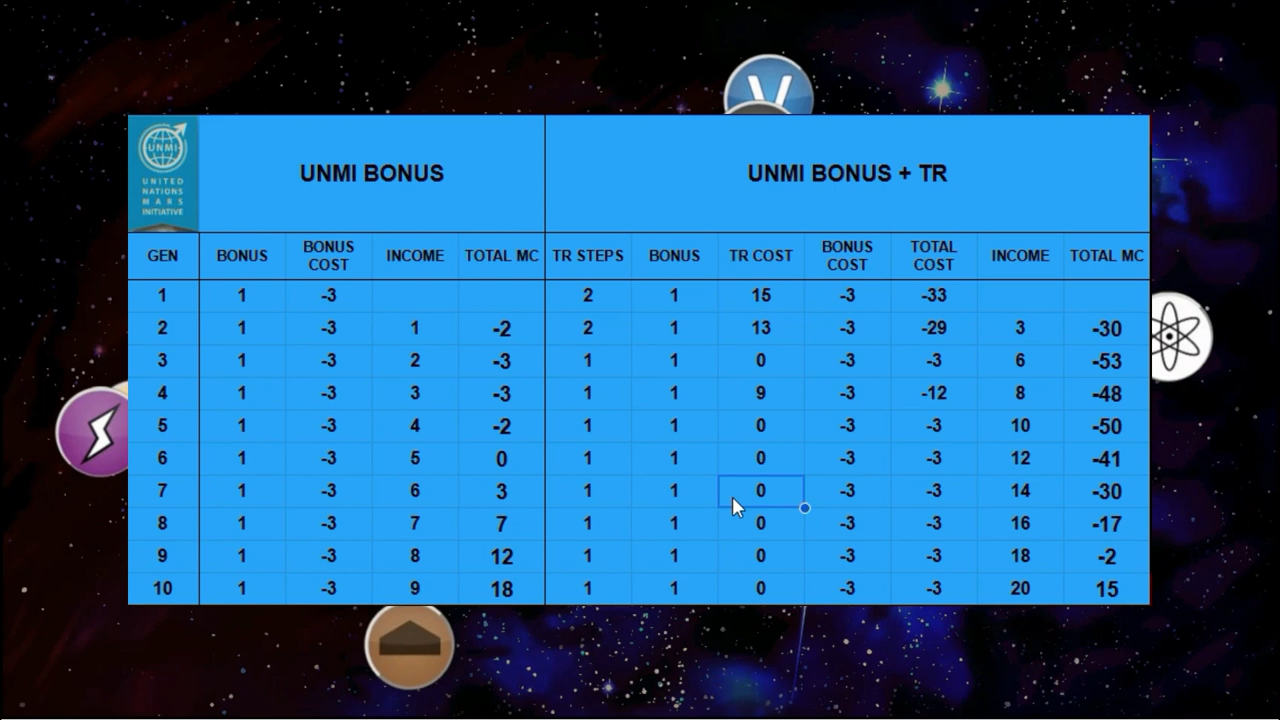 UNMI
UNITED
NATIONS
MARS
INITIATIVE
UNMI BONUS
UNMI BONUS + TR
GEN BONUS BONUS COST INCOME TOTAL MC TR STEPS BONUS TR COST BONUS COST TOTAL COST INCOME TOTAL MC
1 1 -3 2 1 15 -3 -33
2 1 -3 1 -2 2 1 13 -3 -29 3 -30
3 1 -3 2 -3 1 1 0 -3 -3 6 -53
4 1 -3 3 -3 1 1 9 -3 -12 8 -48
5 1 -3 4 -2 1 1 0 -3 -3 10 -50
6 1 -3 5 0 1 1 0 -3 -3 12 -41
7 1 -3 6 3 1 1 0 -3 -3 14 -30
8 1 -3 7 7 1 1 0 -3 -3 16 -17
9 1 -3 8 12 1 1 0 -3 -3 18 -2
10 1 -3 9 18 1 1 0 -3 -3 20 15